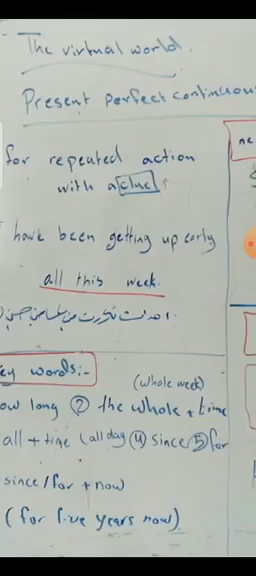 The virtual world.
Present perfect continuous
ne
for repeated action
with a clue ↑
have been getting up early
all this week.
ey words:-
(whole week)
ow long ② the whole + time
all + time (all day ④ since ⑤ for
since/for + now
(for five years now)